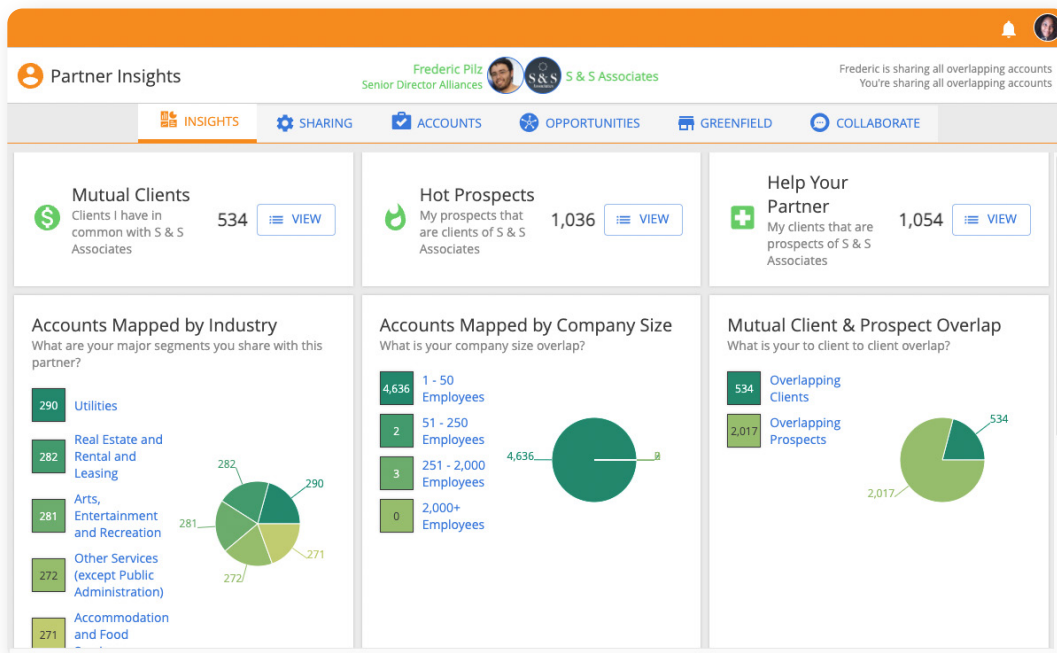 Partner Insights
Frederic Pilz
Senior Director Alliances
S & S
S & S Associates
Frederic is sharing all overlapping accounts
You're sharing all overlapping accounts
INSIGHTS
SHARING
ACCOUNTS
OPPORTUNITIES
GREENFIELD
COLLABORATE
Mutual Clients
Clients I have in
common with S & S
Associates
534
VIEW
Hot Prospects
My prospects that
are clients of S & S
Associates
1,036
VIEW
Help Your
Partner
My clients that are
prospects of S & S
Associates
1,054
VIEW
Accounts Mapped by Industry
What are your major segments you share with this
partner?
290
Utilities
282
Real Estate and
Rental and
Leasing
281
Arts,
Entertainment
and Recreation
272
Other Services
(except Public
Administration)
271
Accommodation
and Food
282
290
281
271
272
Accounts Mapped by Company Size
What is your company size overlap?
4,636
1 - 50
Employees
2
51 - 250
Employees
3
251 - 2,000
Employees
0
2,000+
Employees
4,636
Mutual Client & Prospect Overlap
What is your to client to client overlap?
534
Overlapping
Clients
2,017
Overlapping
Prospects
534
2,017